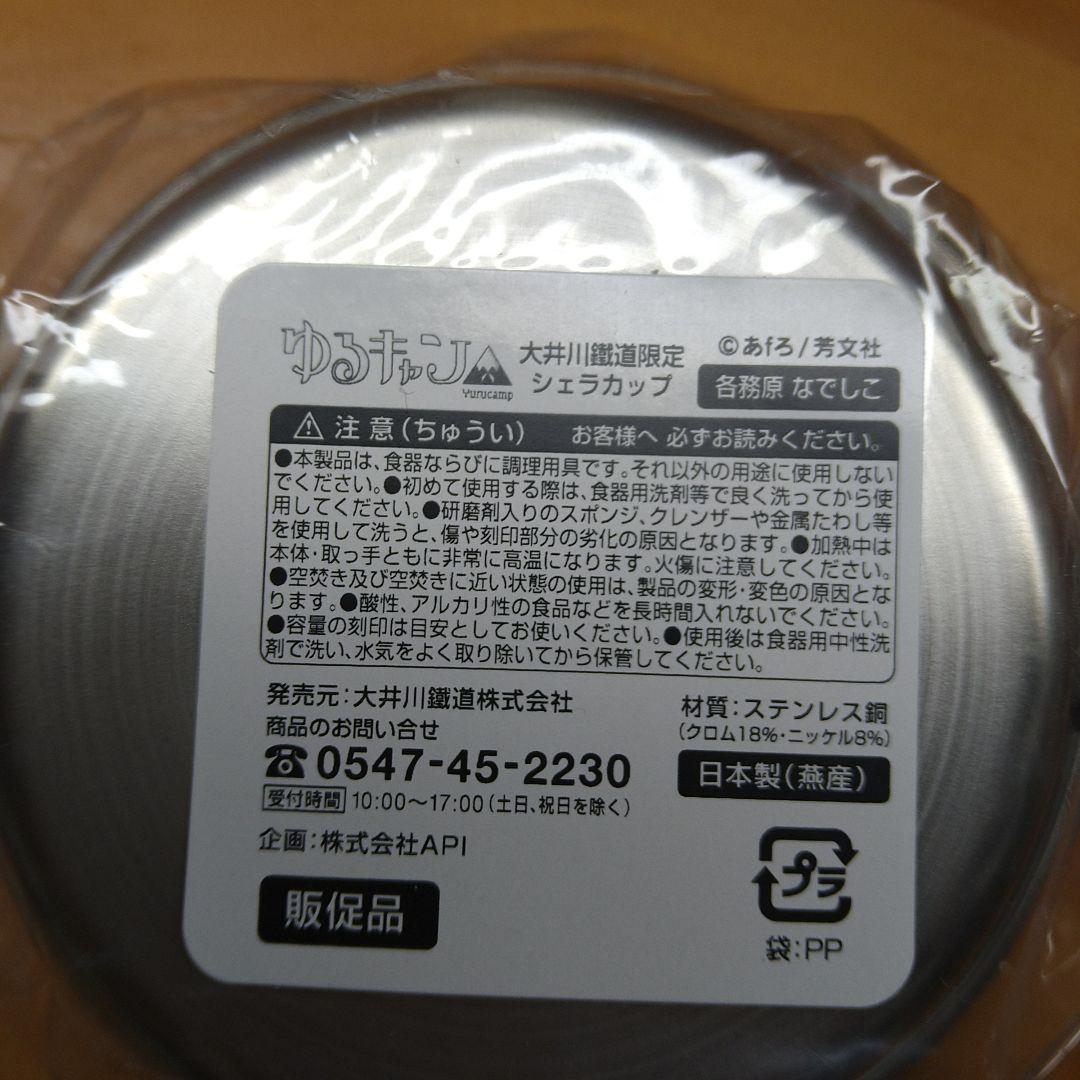 ゆるキャン△
Yurucamp
大井川鐵道限定
シェラカップ
©あfろ/芳文社
各務原 なでしこ
⚠ 注意(ちゅうい) お客様へ 必ずお読みください。
●本製品は、食器ならびに調理用具です。それ以外の用途に使用しない
でください。●初めて使用する際は、食器用洗剤等で良く洗ってから使
用してください。●研磨剤入りのスポンジ、クレンザーや金属たわし等
を使用して洗うと、傷や刻印部分の劣化の原因となります。●加熱中は
本体・取っ手ともに非常に高温になります。火傷に注意してください。
●空焚き及び空焚きに近い状態の使用は、製品の変形・変色の原因とな
ります。●酸性、アルカリ性の食品などを長時間入れないでください。
●容量の刻印は目安としてお使いください。●使用後は食器用中性洗
剤で洗い、水気をよく取り除いてから保管してください。
発売元:大井川鐵道株式会社
商品のお問い合せ
☎0547-45-2230
受付時間 10:00〜17:00(土日、祝日を除く)
企画:株式会社API
販促品
材質:ステンレス銅
(クロム18%・ニッケル8%)
日本製(燕産)
プラ
袋:PP